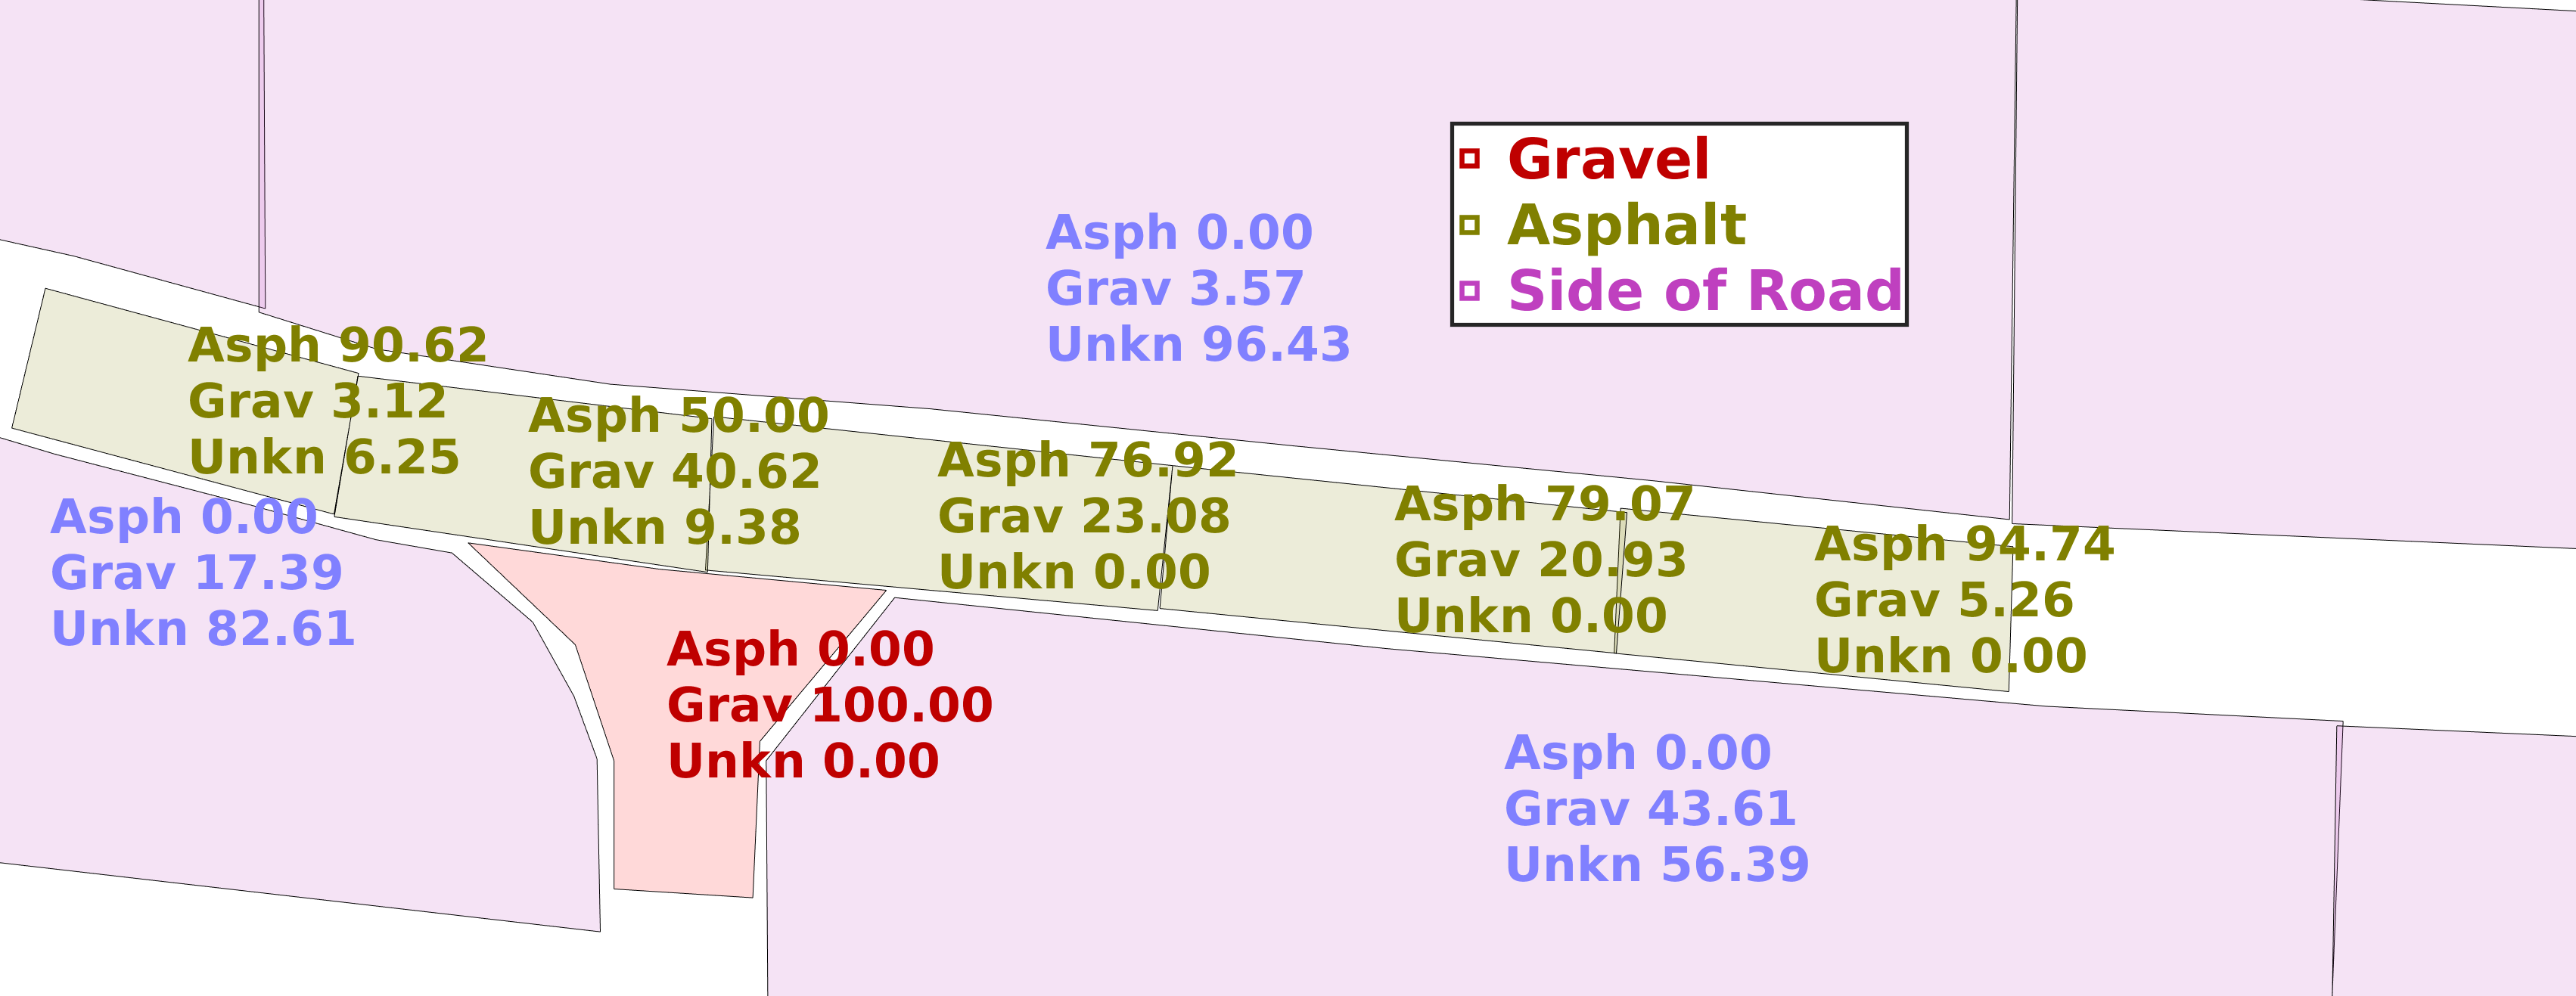 Gravel
Asphalt
Side of Road
Asph 0.00
Grav 3.57
Unkn 96.43
Asph 90.62
Grav 3.12
Unkn 6.25
Asph 50.00
Grav 40.62
Unkn 9.38
Asph 76.92
Grav 23.08
Unkn 0.00
Asph 79.07
Grav 20.93
Unkn 0.00
Asph 94.74
Grav 5.26
Unkn 0.00
Asph 0.00
Grav 17.39
Unkn 82.61
Asph 0.00
Grav 100.00
Unkn 0.00
Asph 0.00
Grav 43.61
Unkn 56.39